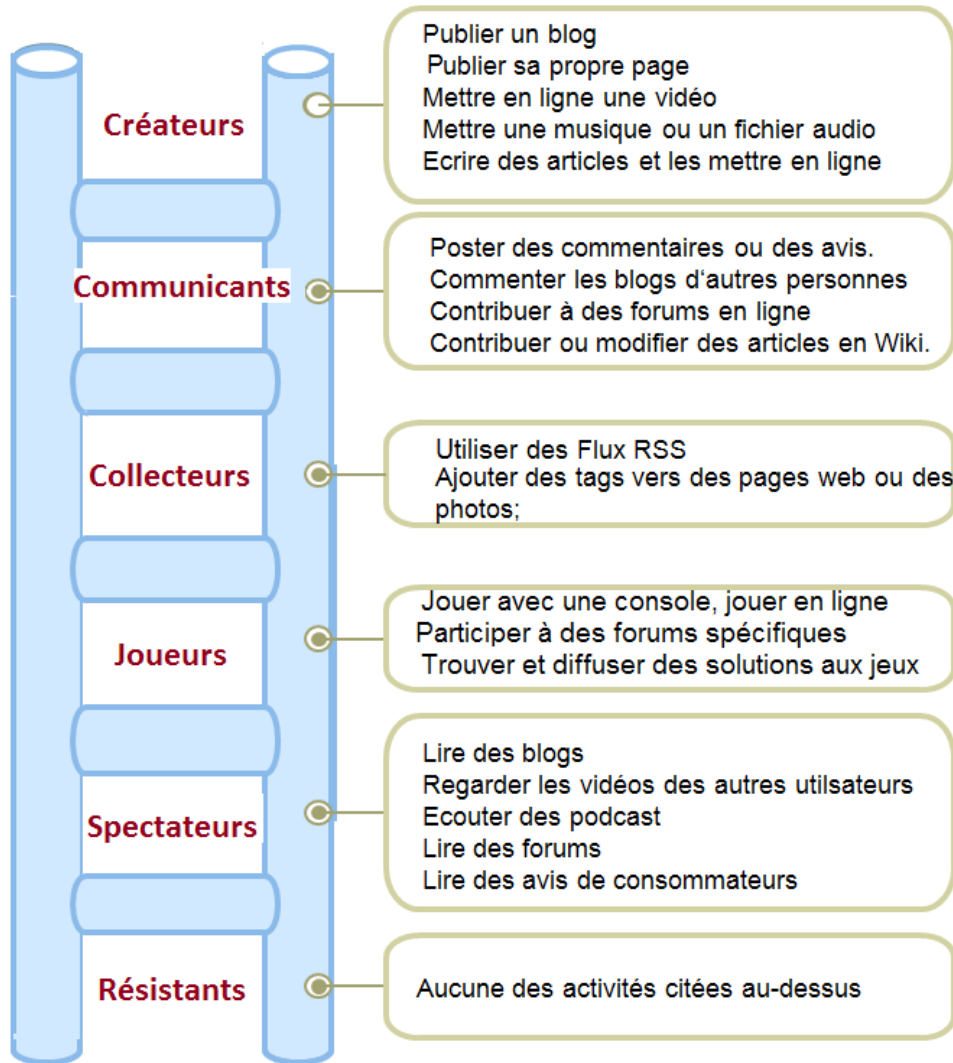 Créateurs
Publier un blog
Publier sa propre page
Mettre en ligne une vidéo
Mettre une musique ou un fichier audio
Ecrire des articles et les mettre en ligne
Communicants
Poster des commentaires ou des avis.
Commenter les blogs d‘autres personnes
Contribuer à des forums en ligne
Contribuer ou modifier des articles en Wiki.
Collecteurs
Utiliser des Flux RSS
Ajouter des tags vers des pages web ou des
photos;
Joueurs
Jouer avec une console, jouer en ligne
Participer à des forums spécifiques
Trouver et diffuser des solutions aux jeux
Spectateurs
Lire des blogs
Regarder les vidéos des autres utilsateurs
Ecouter des podcast
Lire des forums
Lire des avis de consommateurs
Résistants
Aucune des activités citées au-dessus